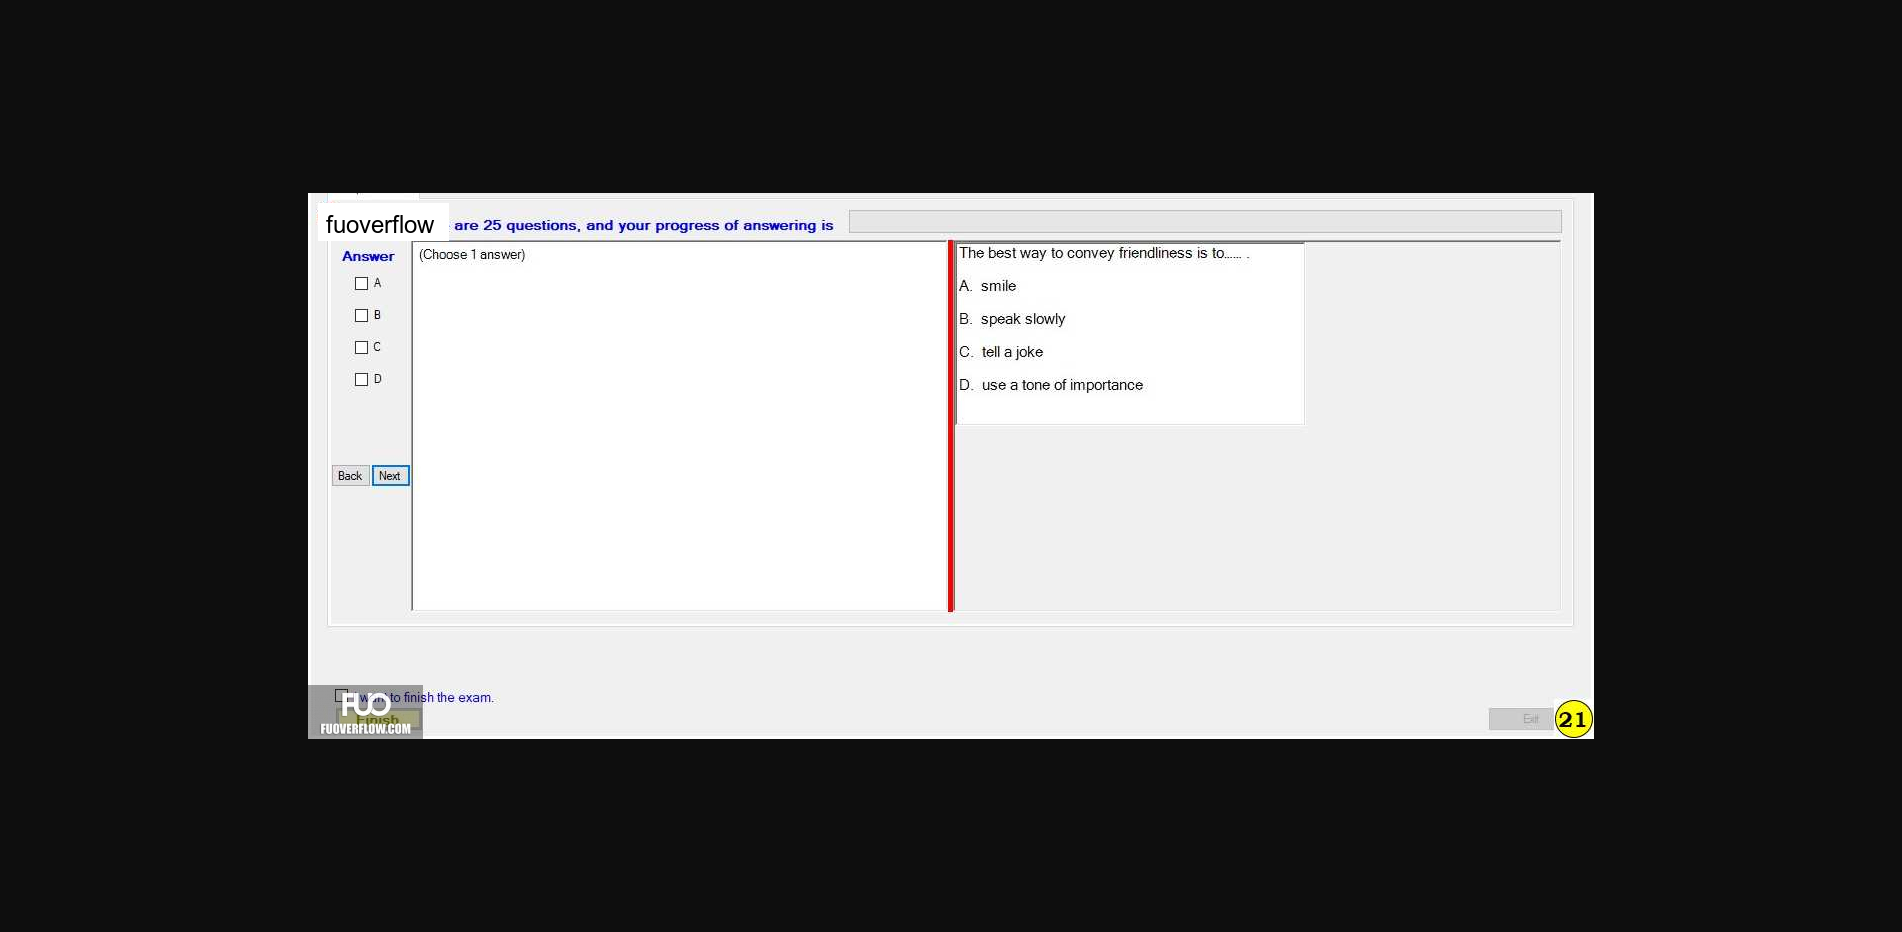 fuoverflow are 25 questions, and your progress of answering is
Answer
A
B
C
D
Back Next
(Choose 1 answer)
The best way to convey friendliness is to...... .
A. smile
B. speak slowly
C. tell a joke
D. use a tone of importance
I want to finish the exam.
FUO
Finish
FUOVERFLOW.COM
Exit
21